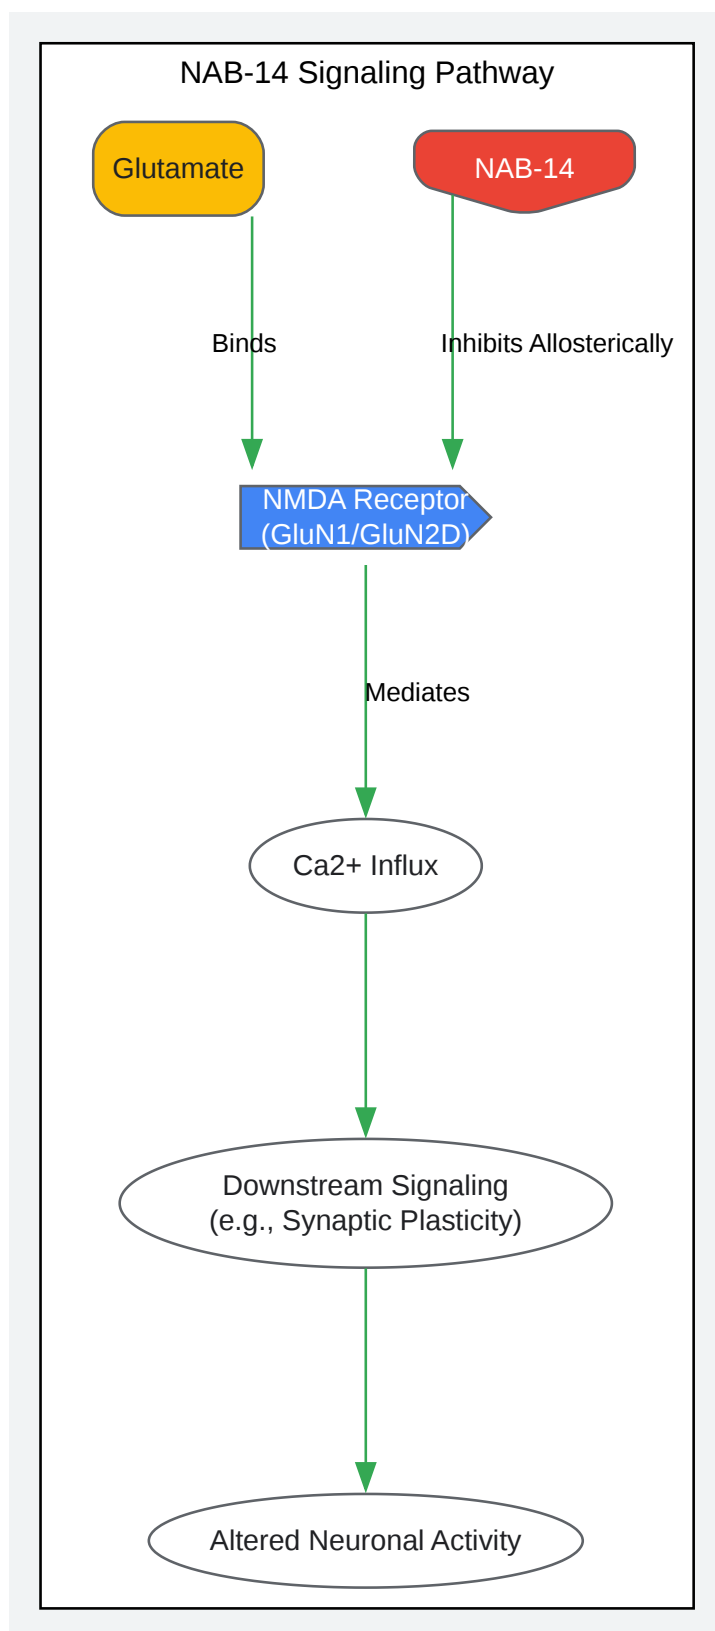 NAB-14 Signaling Pathway
Glutamate
NAB-14
Binds
Inhibits Allosterically
NMDA Receptor
(GluN1/GluN2D)
Mediates
Ca2+ Influx
Downstream Signaling
(e.g., Synaptic Plasticity)
Altered Neuronal Activity